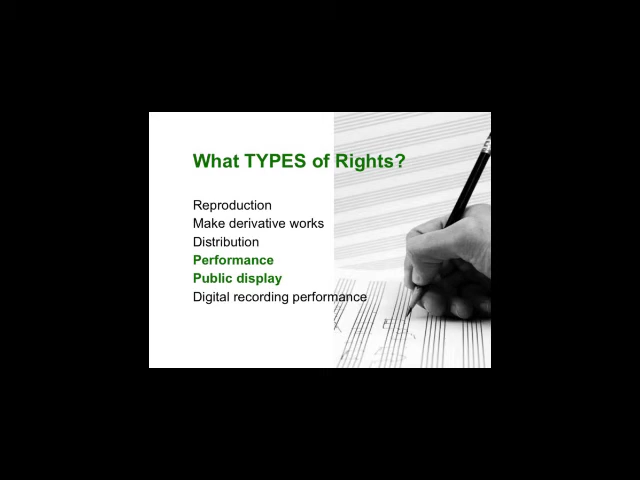 What TYPES of Rights?
Reproduction
Make derivative works
Distribution
Performance
Public display
Digital recording performance